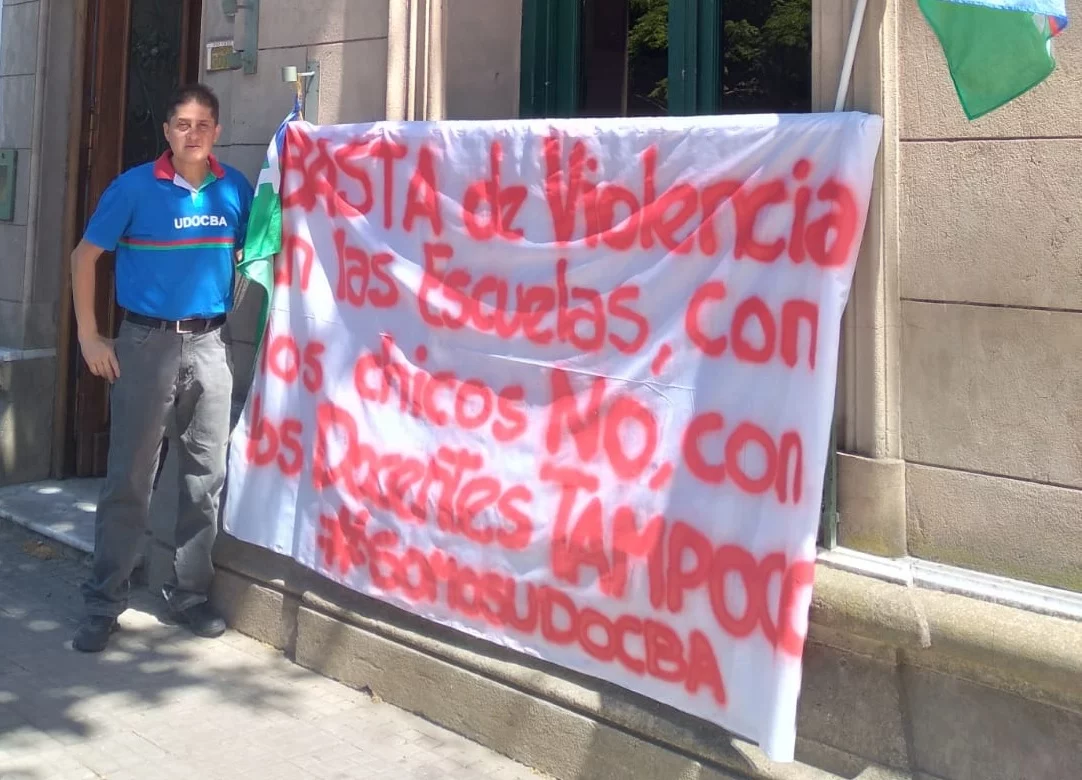 UDOCBA
BASTA de Violencia
en las Escuelas, con
los chicos No, con
los Docentes TAMPOCO
#SomosUDOCBA